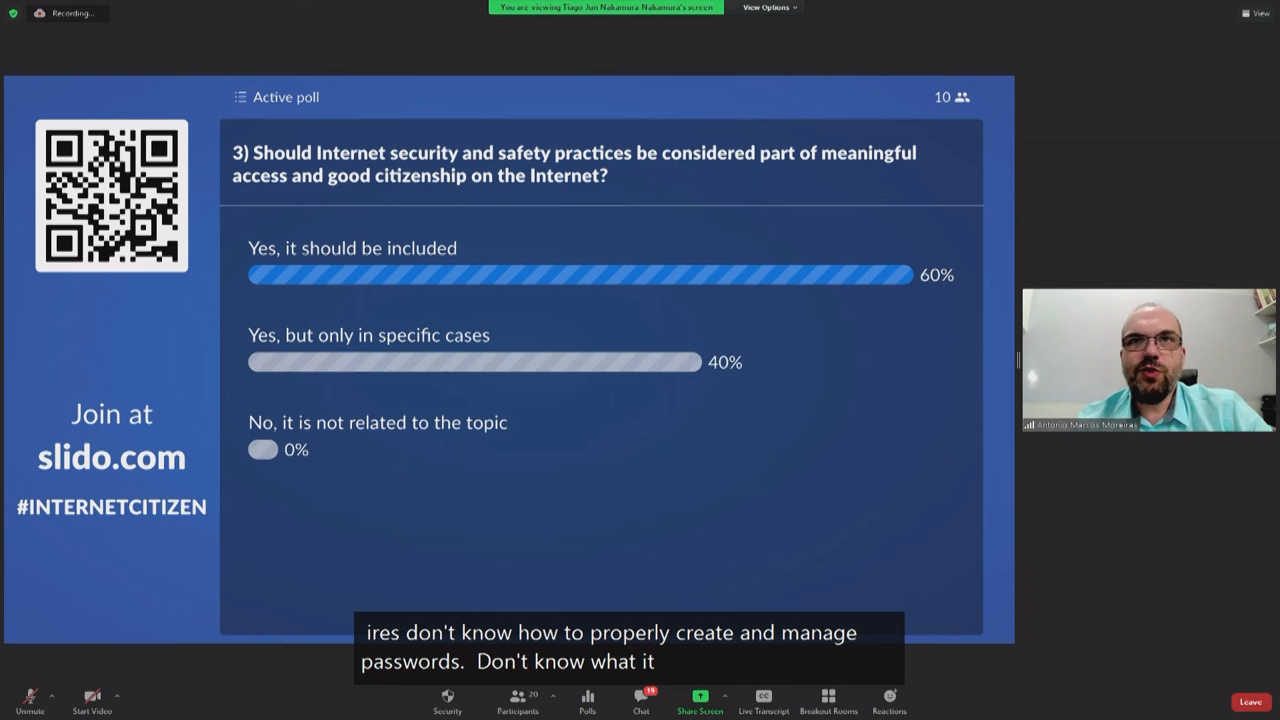 Recording...
You are viewing Tiago Jun Nakamura Nakamura's screen
View Options
View
Active poll
10
3) Should Internet security and safety practices be considered part of meaningful
access and good citizenship on the Internet?
Yes, it should be included
60%
Yes, but only in specific cases
40%
No, it is not related to the topic
0%
Join at
slido.com
#INTERNETCITIZEN
Antonio Marcos Moreiras
ires don't know how to properly create and manage
passwords.  Don't know what it
Unmute
Start Video
Security
Participants
20
Polls
Chat
19
Share Screen
Live Transcript
CC
Breakout Rooms
Reactions
Leave